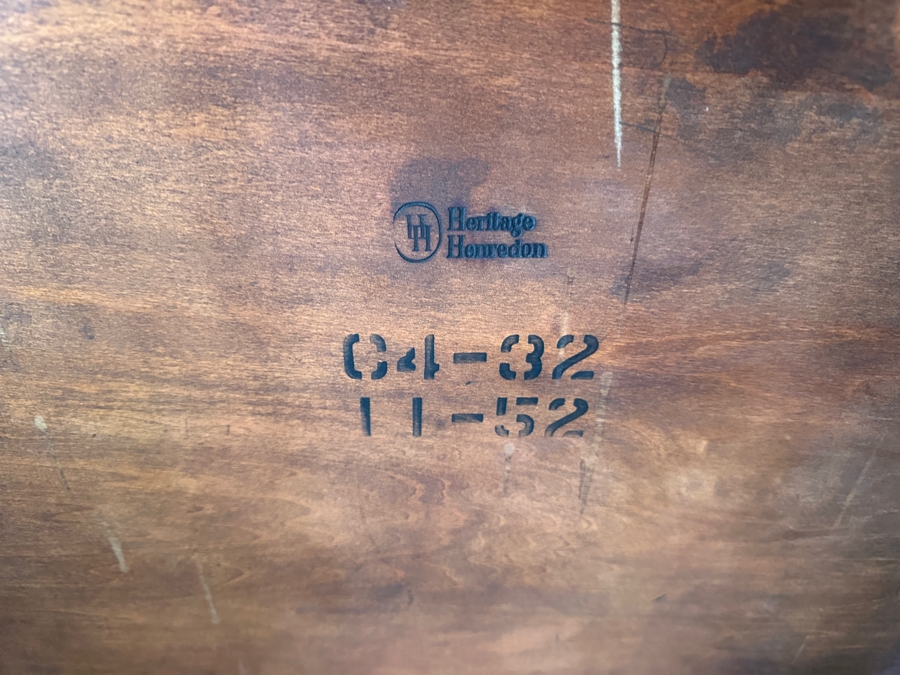 HH
Heritage
Henredon
C4-32
11-52